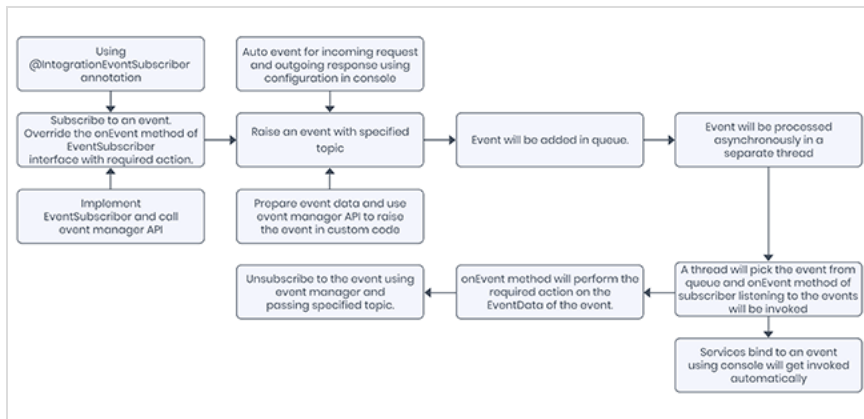 Using
@IntegrationEventSubscriber
annotation
Auto event for incoming request
and outgoing response using
configuration in console
Subscribe to an event.
Override the onEvent method of
EventSubscriber
interface with required action.
Raise an event with specified
topic
Event will be added in queue.
Event will be processed
asynchronously in a
separate thread
Implement
EventSubscriber and call
event manager API
Prepare event data and use
event manager API to raise
the event in custom code
Unsubscribe to the event using
event manager and
passing specified topic.
onEvent method will perform the
required action on the
EventData of the event.
A thread will pick the event from
queue and onEvent method of
subscriber listening to the events
will be invoked
Services bind to an event
using console will get invoked
automatically